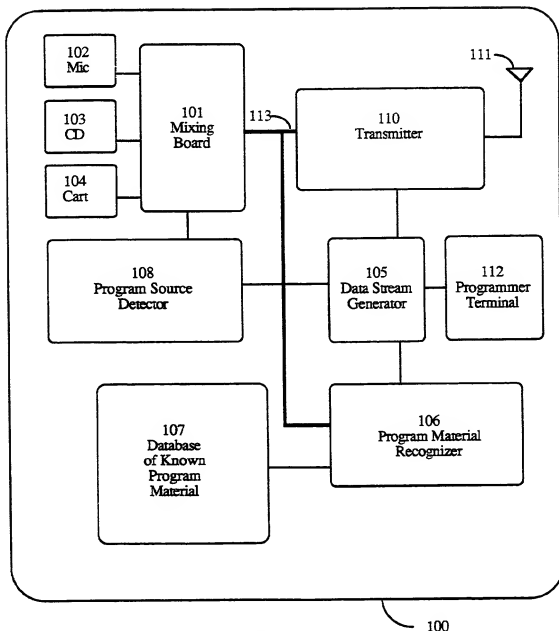 102
Mic
103
CD
104
Cart
101
Mixing
Board
113
110
Transmitter
111
108
Program Source
Detector
105
Data Stream
Generator
112
Programmer
Terminal
107
Database
of Known
Program
Material
106
Program Material
Recognizer
100